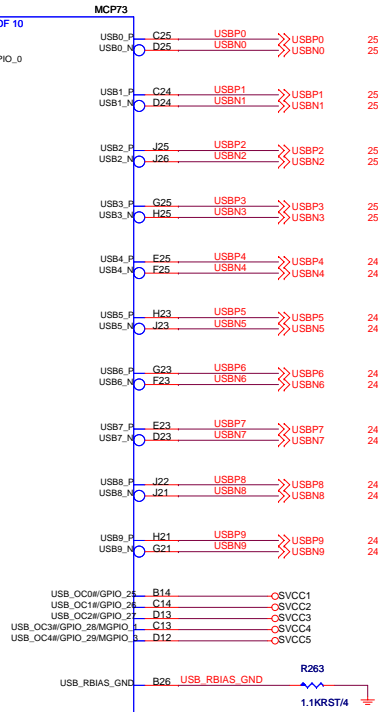 MCP73
OF 10
PIO_0
USB0_P C25 USBP0 USBP0 25
USB0_N D25 USBN0 USBN0 25
USB1_P C24 USBP1 USBP1 25
USB1_N D24 USBN1 USBN1 25
USB2_P J25 USBP2 USBP2 25
USB2_N J26 USBN2 USBN2 25
USB3_P G25 USBP3 USBP3 25
USB3_N H25 USBN3 USBN3 25
USB4_P E25 USBP4 USBP4 24
USB4_N F25 USBN4 USBN4 24
USB5_P H23 USBP5 USBP5 24
USB5_N J23 USBN5 USBN5 24
USB6_P G23 USBP6 USBP6 24
USB6_N F23 USBN6 USBN6 24
USB7_P E23 USBP7 USBP7 24
USB7_N D23 USBN7 USBN7 24
USB8_P J22 USBP8 USBP8 24
USB8_N J21 USBN8 USBN8 24
USB9_P H21 USBP9 USBP9 24
USB9_N G21 USBN9 USBN9 24
USB_OC0#/GPIO_25 B14 SVCC1
USB_OC1#/GPIO_26 C14 SVCC2
USB_OC2#/GPIO_27 D13 SVCC3
USB_OC3#/GPIO_28/MGPIO_1 C13 SVCC4
USB_OC4#/GPIO_29/MGPIO_3 D12 SVCC5
R263
USB_RBIAS_GND B26 USB_RBIAS_GND
1.1KRST/4